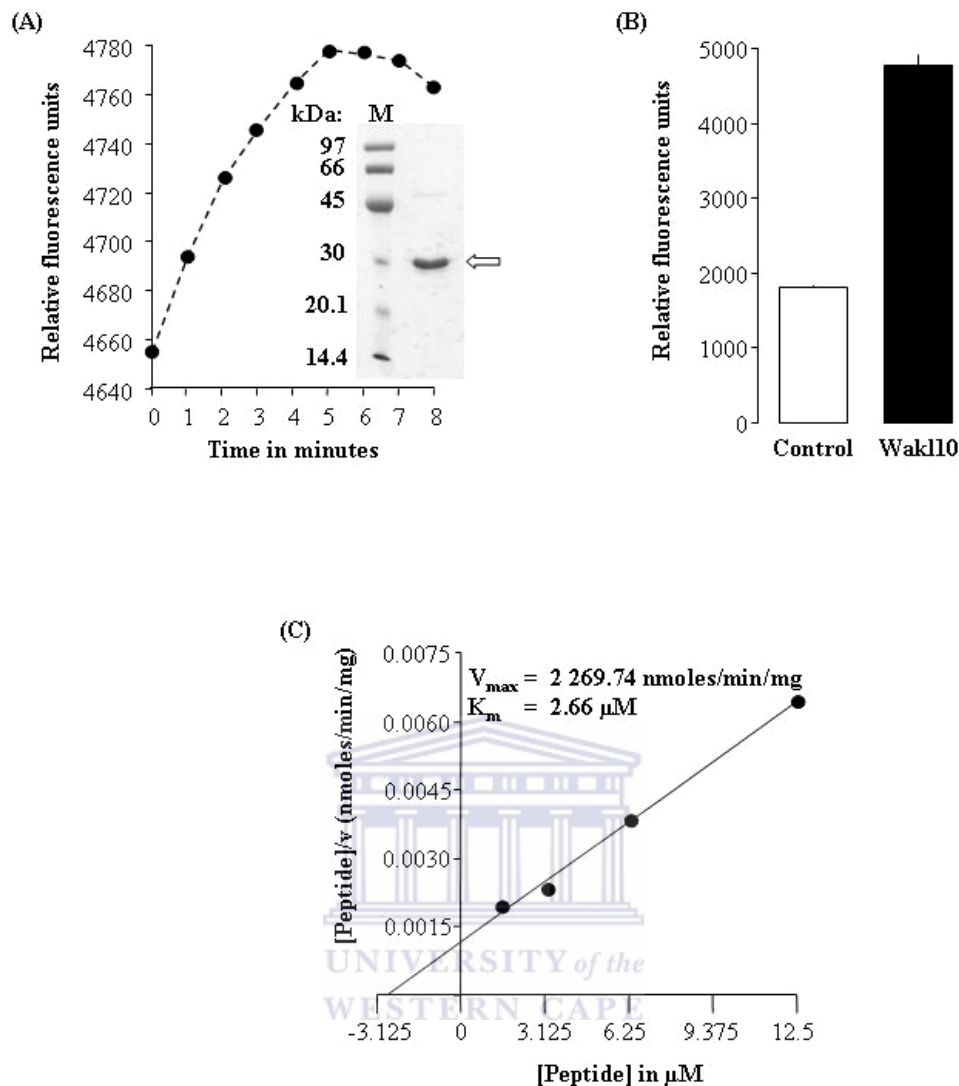 (A)
Relative fluorescence units
4780
4760
4740
4720
4700
4680
4660
4640
0 1 2 3 4 5 6 7 8
Time in minutes
kDa: M
97
66
45
30
20.1
14.4
(B)
Relative fluorescence units
5000
4000
3000
2000
1000
0
Control Wakl10
(C)
[Peptide]/v (nmoles/min/mg)
0.0075
0.0060
0.0045
0.0030
0.0015
Vmax = 2 269.74 nmoles/min/mg
Km = 2.66 µM
UNIVERSITY of the
WESTERN CAPE
-3.125 0 3.125 6.25 9.375 12.5
[Peptide] in µM